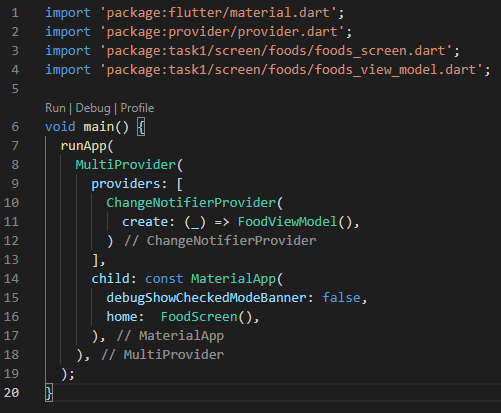 1 import 'package:flutter/material.dart';
2 import 'package:provider/provider.dart';
3 import 'package:task1/screen/foods/foods_screen.dart';
4 import 'package:task1/screen/foods/foods_view_model.dart';
5
Run | Debug | Profile
6 void main() {
7 runApp(
8 MultiProvider(
9 providers: [
10 ChangeNotifierProvider(
11 create: (_) => FoodViewModel(),
12 ) // ChangeNotifierProvider
13 ],
14 child: const MaterialApp(
15 debugShowCheckedModeBanner: false,
16 home:  FoodScreen(),
17 ), // MaterialApp
18 ), // MultiProvider
19 );
20 }